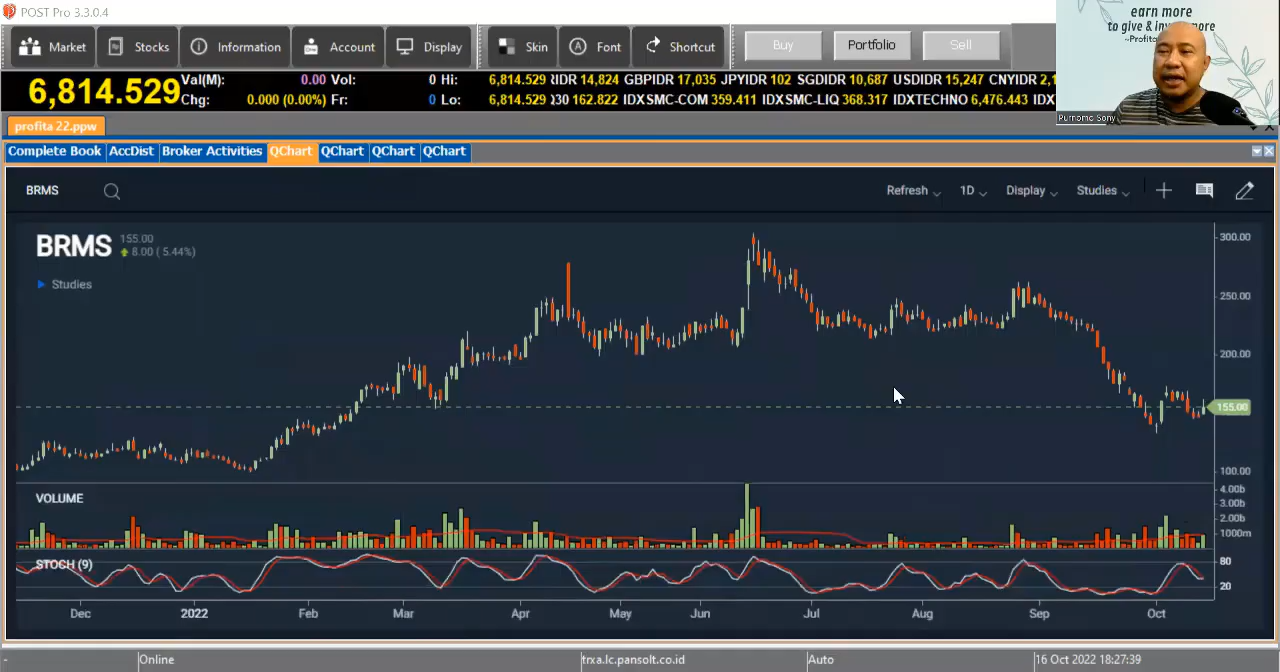 POST Pro 3.3.0.4
earn more
to give & more
Market Stocks Information Account Display Skin Font Shortcut Buy Portfolio Sell
6,814.529 Val(M): 0.00 Vol: 0 Hi: 6,814.529 IDR 14,824 GBPIDR 17,035 JPYIDR 102 SGDIDR 10,687 USDIDR 15,247 CNYIDR
Chg: 0.000 (0.00%) Fr: 0 Lo: 6,814.529 30 162.822 IDXSMC-COM 359.411 IDXSMC-LIQ 368.317 IDXTECHNO 6,476.443 IDX
Purnomo Sony
profita 22.ppw
Complete Book AccDist Broker Activities QChart QChart QChart QChart
BRMS Refresh 1D Display Studies
BRMS 155.00
8.00 ( 5.44%)
Studies
300.00
250.00
200.00
155.00
100.00
VOLUME
4.00b
3.00b
2.00b
1000m
STOCH (9)
80
20
Dec 2022 Feb Mar Apr May Jun Jul Aug Sep Oct
- Online trxa.lc.pansolt.co.id Auto 16 Oct 2022 18:27:39